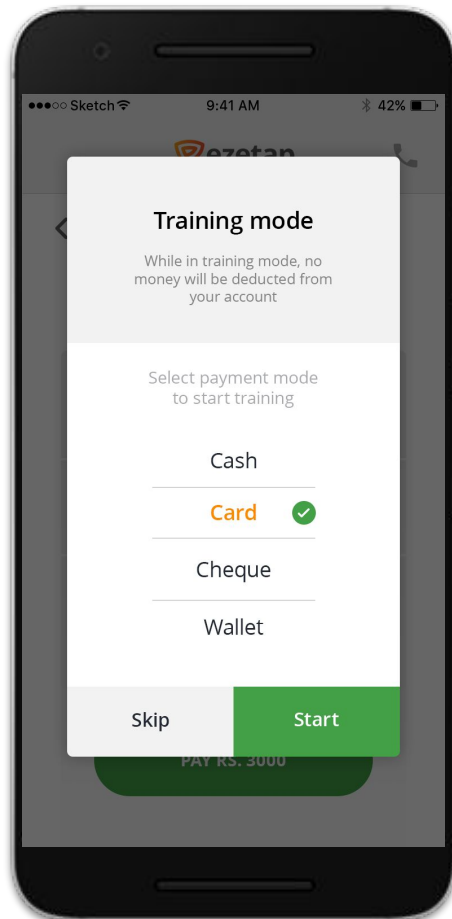 Sketch
9:41 AM
42%
ezetap
Training mode
While in training mode, no
money will be deducted from
your account
Select payment mode
to start training
Cash
Card
Cheque
Wallet
Skip
Start
PAY RS. 3000